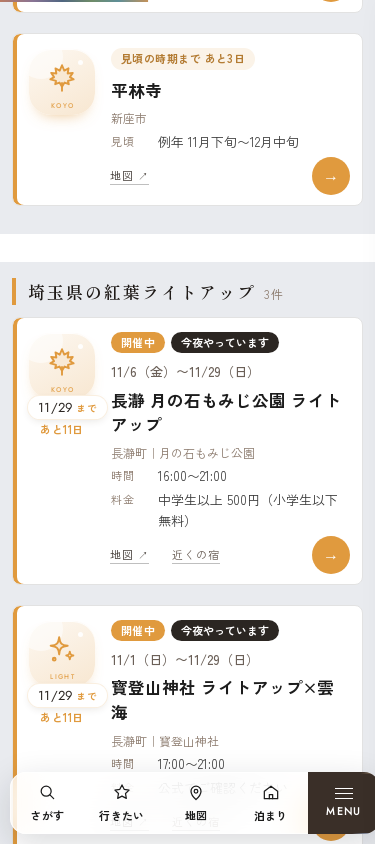 見頃の時期まで あと3日
KOYO
平林寺
新座市
見頃 例年 11月下旬〜12月中旬
地図 ↗
→
埼玉県の紅葉ライトアップ 3件
開催中 今夜やっています
KOYO
11/6（金）〜11/29（日）
11/29 まで
あと11日
長瀞 月の石もみじ公園 ライト
アップ
長瀞町｜月の石もみじ公園
時間 16:00〜21:00
料金 中学生以上 500円（小学生以下
無料）
地図 ↗ 近くの宿
→
開催中 今夜やっています
LIGHT
11/1（日）〜11/29（日）
11/29 まで
あと11日
寳登山神社 ライトアップ×雲
海
長瀞町｜寳登山神社
時間 17:00〜21:00
さがす 行きたい 地図 泊まり MENU